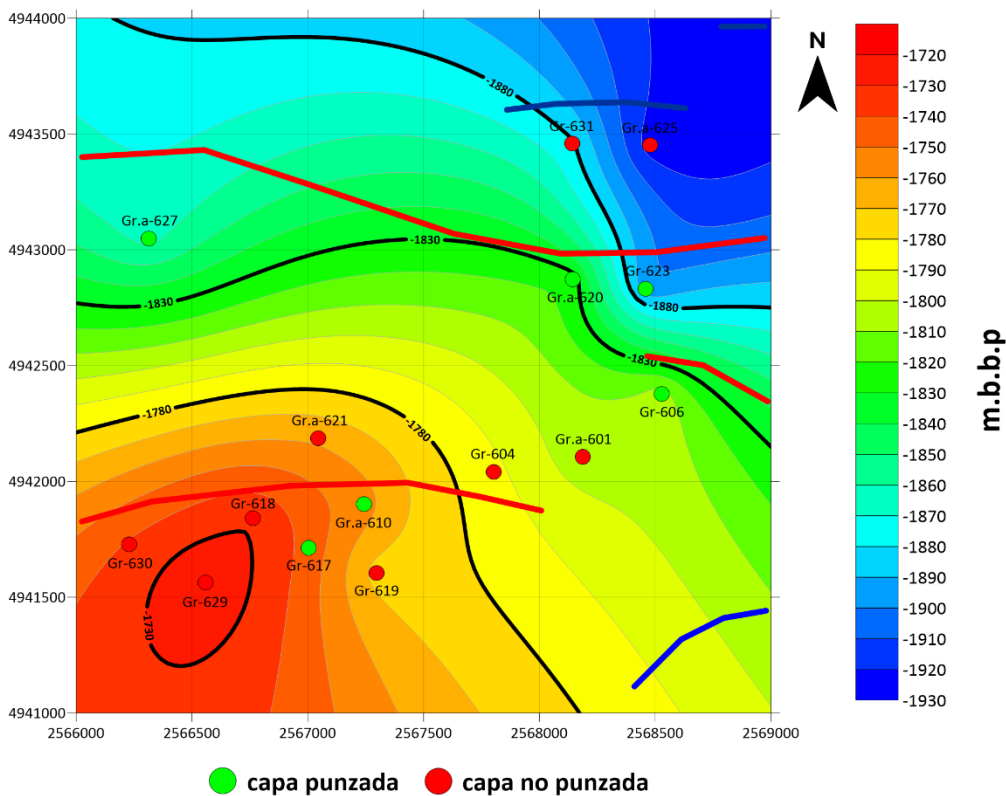 4944000
4943500
4943000
4942500
4942000
4941500
4941000
2566000
2566500
2567000
2567500
2568000
2568500
2569000
-1880
Gr-631
Gr.a-625
Gr.a-627
-1830
Gr-623
Gr.a-620
-1830
-1880
-1830
Gr-606
-1780
Gr.a-621
-1780
Gr-604
Gr.a-601
Gr-618
Gr.a-610
Gr-630
Gr-617
Gr-629
Gr-619
-1730
N
-1720
-1730
-1740
-1750
-1760
-1770
-1780
-1790
-1800
-1810
-1820
-1830
-1840
-1850
-1860
-1870
-1880
-1890
-1900
-1910
-1920
-1930
m.b.b.p
capa punzada
capa no punzada